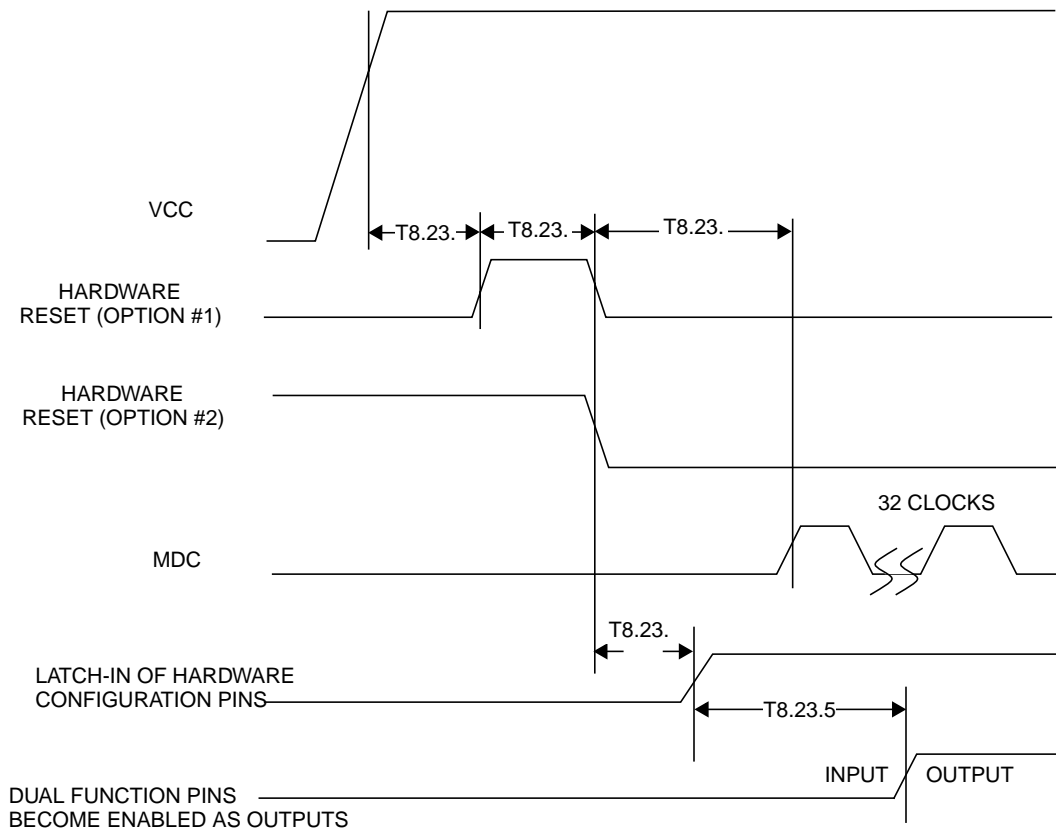 VCC
T8.23.
T8.23.
T8.23.
HARDWARE
RESET (OPTION #1)
HARDWARE
RESET (OPTION #2)
32 CLOCKS
MDC
T8.23.
LATCH-IN OF HARDWARE
CONFIGURATION PINS
T8.23.5
INPUT
OUTPUT
DUAL FUNCTION PINS
BECOME ENABLED AS OUTPUTS